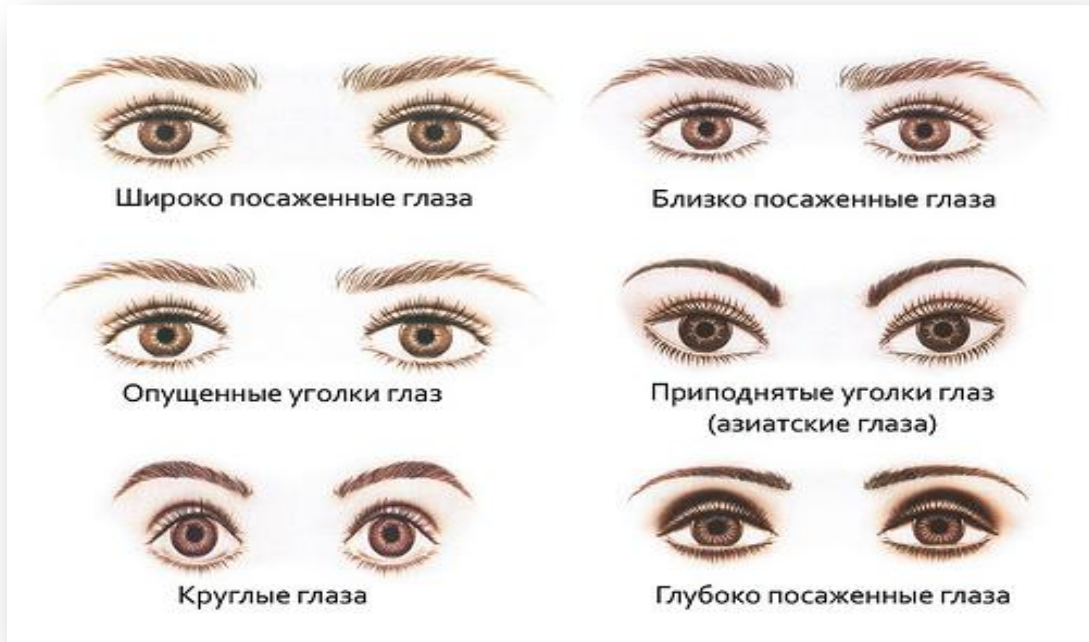 Широко посаженные глаза
Близко посаженные глаза
Опущенные уголки глаз
Приподнятые уголки глаз
(азиатские глаза)
Круглые глаза
Глубоко посаженные глаза